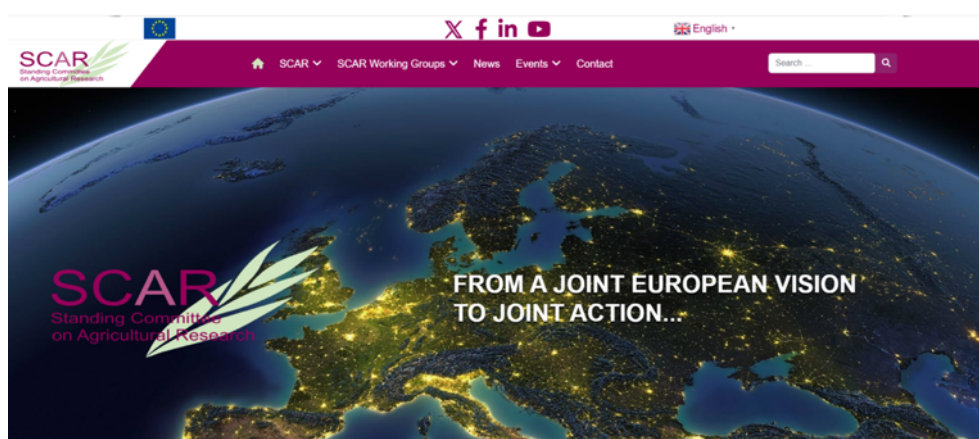 English
SCAR
Standing Committee
on Agricultural Research
SCAR
SCAR Working Groups
News
Events
Contact
Search ...
SCAR
Standing Committee
on Agricultural Research
FROM A JOINT EUROPEAN VISION
TO JOINT ACTION...